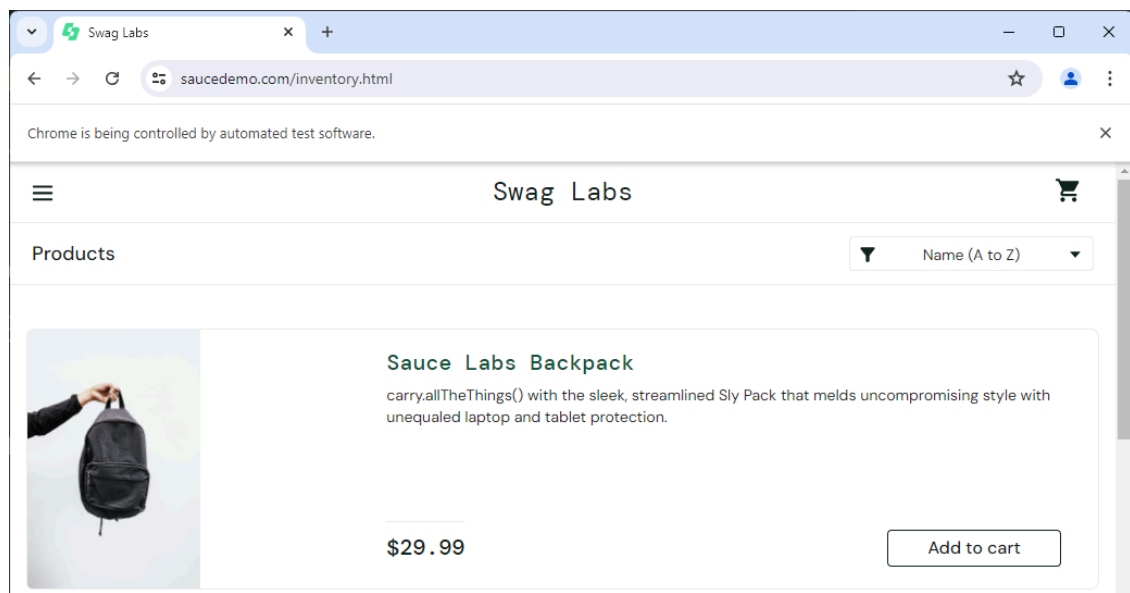 Swag Labs
saucedemo.com/inventory.html
Chrome is being controlled by automated test software.
Swag Labs
Products
Name (A to Z)
Sauce Labs Backpack
carry.allTheThings() with the sleek, streamlined Sly Pack that melds uncompromising style with
unequaled laptop and tablet protection.
$29.99
Add to cart